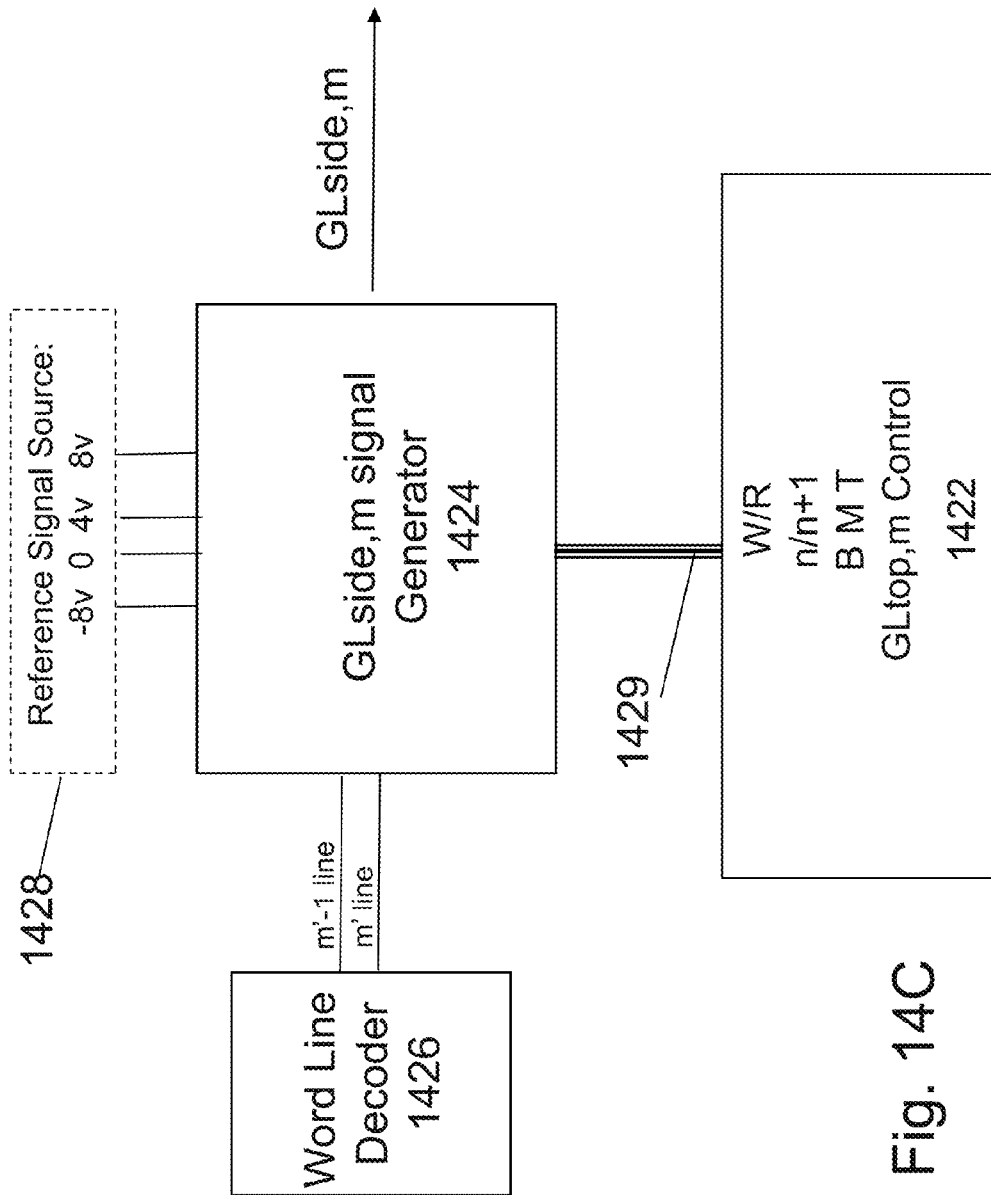 1428
Reference Signal Source:
-8v 0 4v 8v
Word Line
Decoder
1426
m'-1 line
m' line
GLside,m signal
Generator
1424
GLside,m
1429
W/R
n/n+1
B M T
GLtop,m Control
1422
Fig. 14C